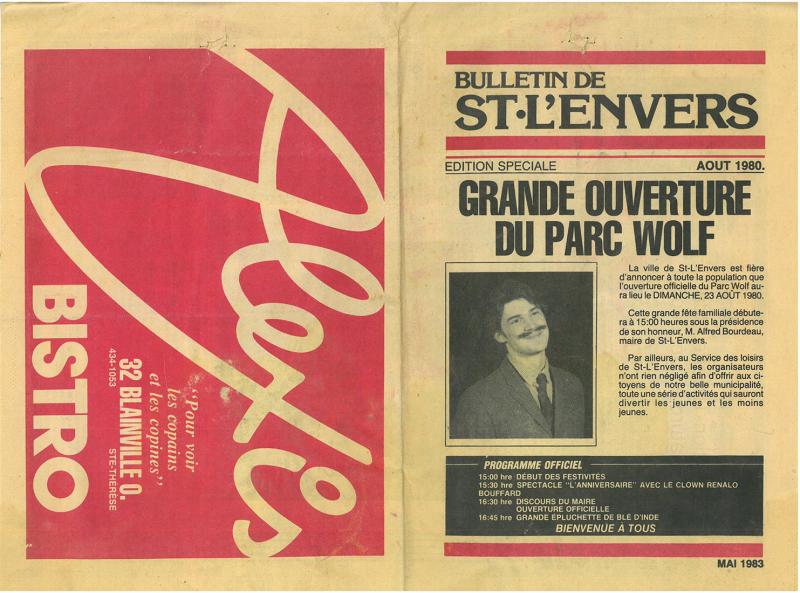 Alexi'os
BISTRO
"Pour voir
les copains
et les copines"
32 BLAINVILLE O.
STE-THÉRÈSE
434-1053
BULLETIN DE
ST-L'ENVERS
EDITION SPECIALE AOUT 1980.
GRANDE OUVERTURE
DU PARC WOLF
La ville de St-L'Envers est fière
d'annoncer à toute la population que
l'ouverture officielle du Parc Wolf au-
ra lieu le DIMANCHE, 23 AOÛT 1980.
Cette grande fête familiale débute-
ra à 15:00 heures sous la présidence
de son honneur, M. Alfred Bourdeau,
maire de St-L'Envers.
Par ailleurs, au Service des loisirs
de St-L'Envers, les organisateurs
n'ont rien négligé afin d'offrir aux ci-
toyens de notre belle municipalité,
toute une série d'activités qui sauront
divertir les jeunes et les moins
jeunes.
PROGRAMME OFFICIEL
15:00 hre DÉBUT DES FESTIVITÉS
15:30 hre SPECTACLE "L'ANNIVERSAIRE" AVEC LE CLOWN RENALO
BOUFFARD
16:30 hre DISCOURS DU MAIRE
OUVERTURE OFFICIELLE
16:45 hre GRANDE ÉPLUCHETTE DE BLÉ D'INDE
BIENVENUE À TOUS
MAI 1983